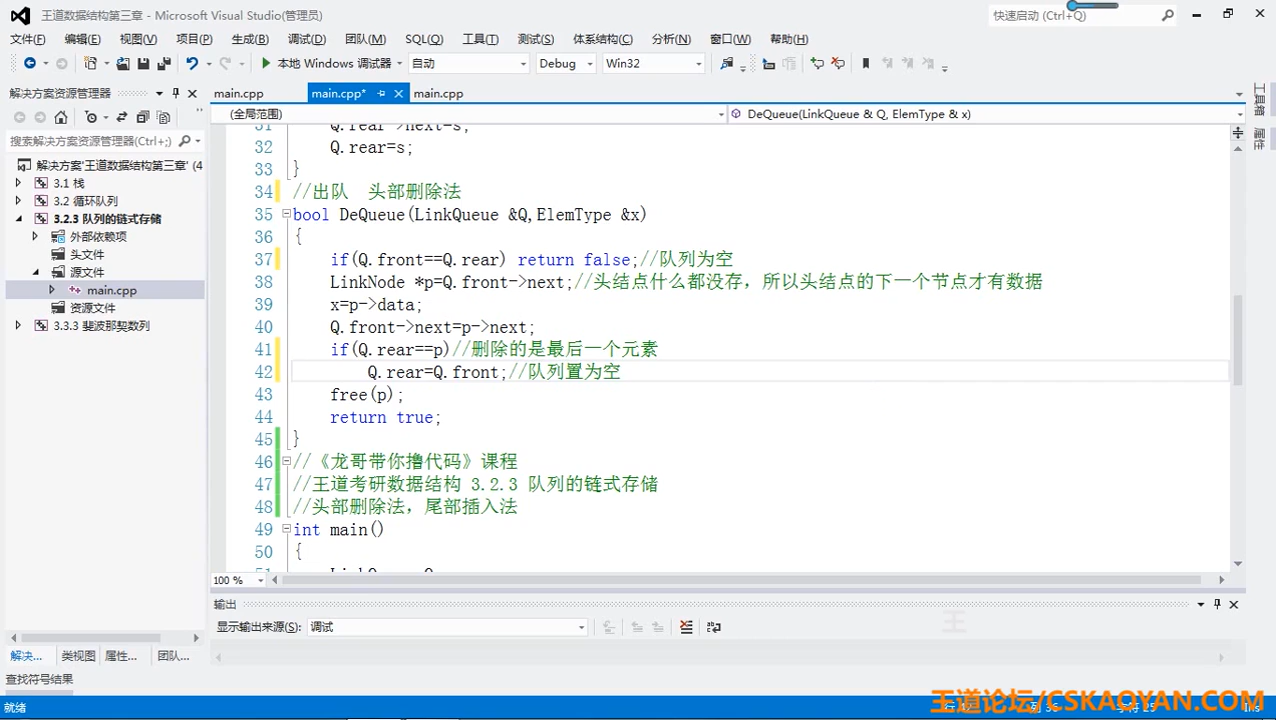 王道数据结构第三章 - Microsoft Visual Studio(管理员)
快速启动 (Ctrl+Q)
文件(F) 编辑(E) 视图(V) 项目(P) 生成(B) 调试(D) 团队(M) SQL(Q) 工具(T) 测试(S) 体系结构(C) 分析(N) 窗口(W) 帮助(H)
本地 Windows 调试器 自动 Debug Win32
解决方案资源管理器
main.cpp main.cpp* main.cpp
(全局范围) DeQueue(LinkQueue & Q, ElemType & x)
搜索解决方案资源管理器(Ctrl+;)
解决方案'王道数据结构第三章' (4
3.1 栈
3.2 循环队列
3.2.3 队列的链式存储
外部依赖项
头文件
源文件
main.cpp
资源文件
3.3.3 斐波那契数列
31 Q.rear->next=s;
32 Q.rear=s;
33 }
34 //出队  头部删除法
35 bool DeQueue(LinkQueue &Q,ElemType &x)
36 {
37 if(Q.front==Q.rear) return false;//队列为空
38 LinkNode *p=Q.front->next;//头结点什么都没存，所以头结点的下一个节点才有数据
39 x=p->data;
40 Q.front->next=p->next;
41 if(Q.rear==p)//删除的是最后一个元素
42 Q.rear=Q.front;//队列置为空
43 free(p);
44 return true;
45 }
46 //《龙哥带你撸代码》课程
47 //王道考研数据结构 3.2.3 队列的链式存储
48 //头部删除法，尾部插入法
49 int main()
50 {
100 %
输出
显示输出来源(S): 调试
王
解决... 类视图 属性... 团队...
查找符号结果
就绪
王道论坛/CSKAOYAN.COM
工具箱
属性